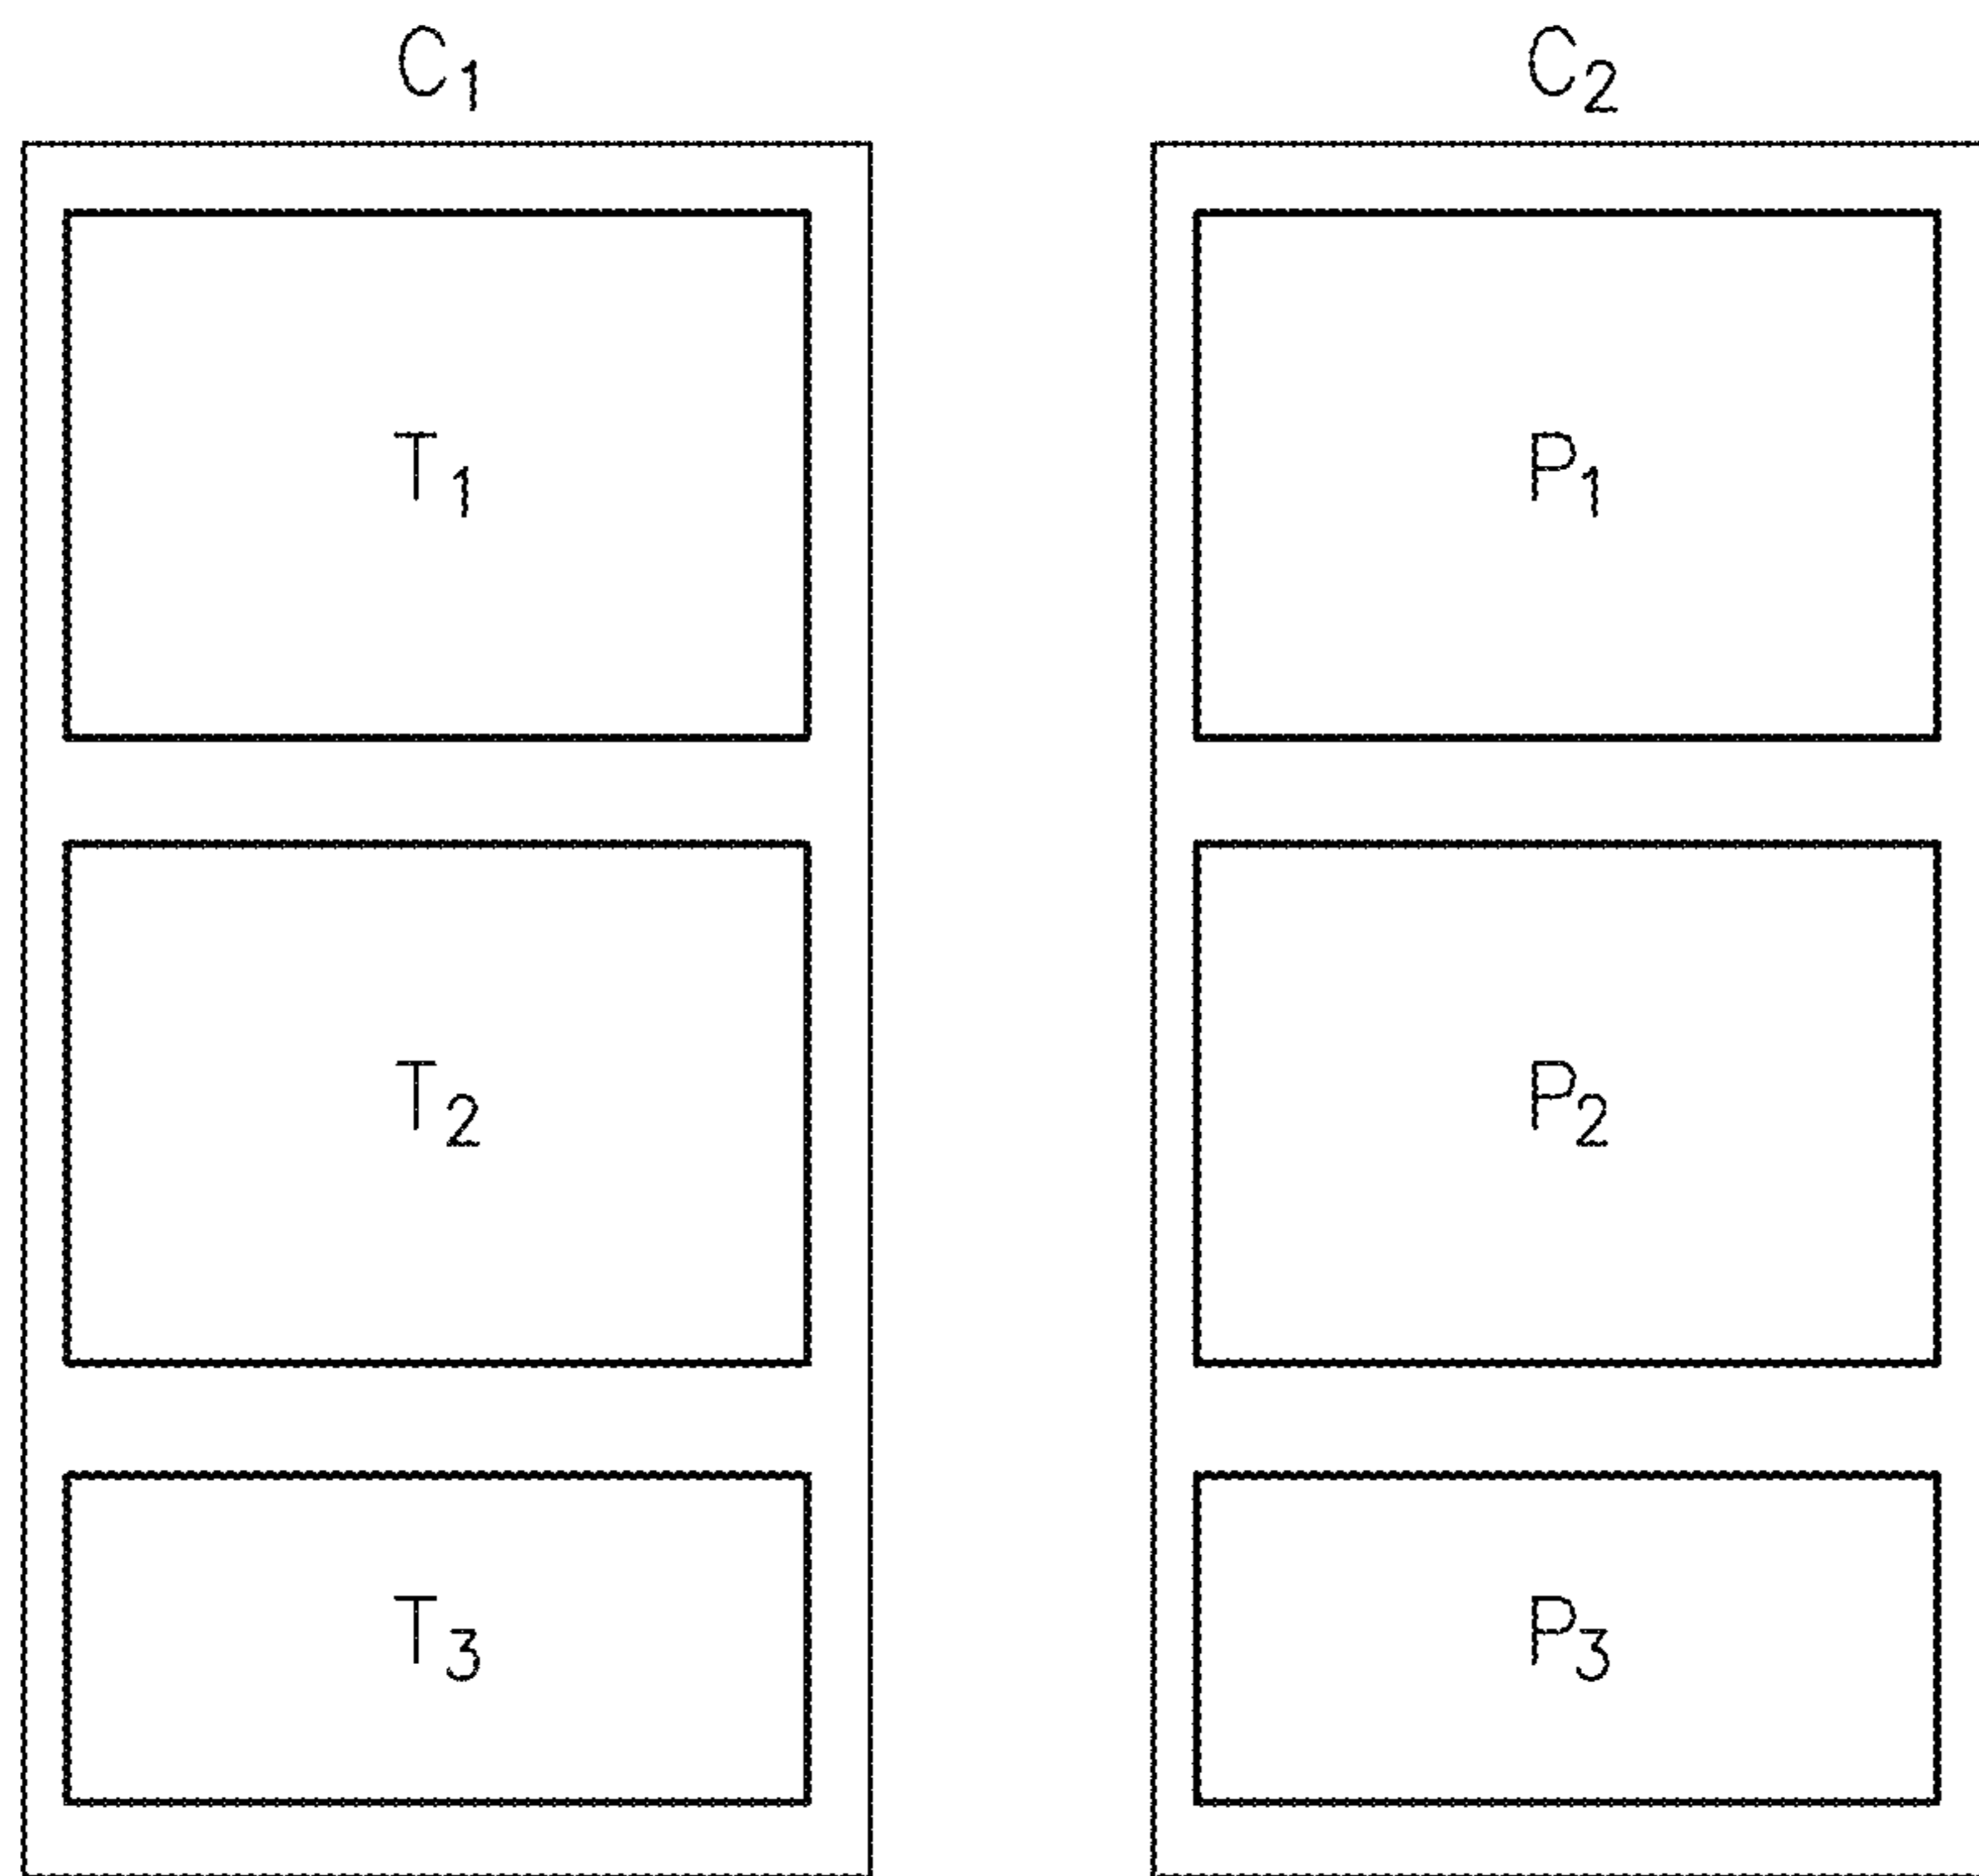 C₁ C₂
T₁ P₁
T₂ P₂
T₃ P₃